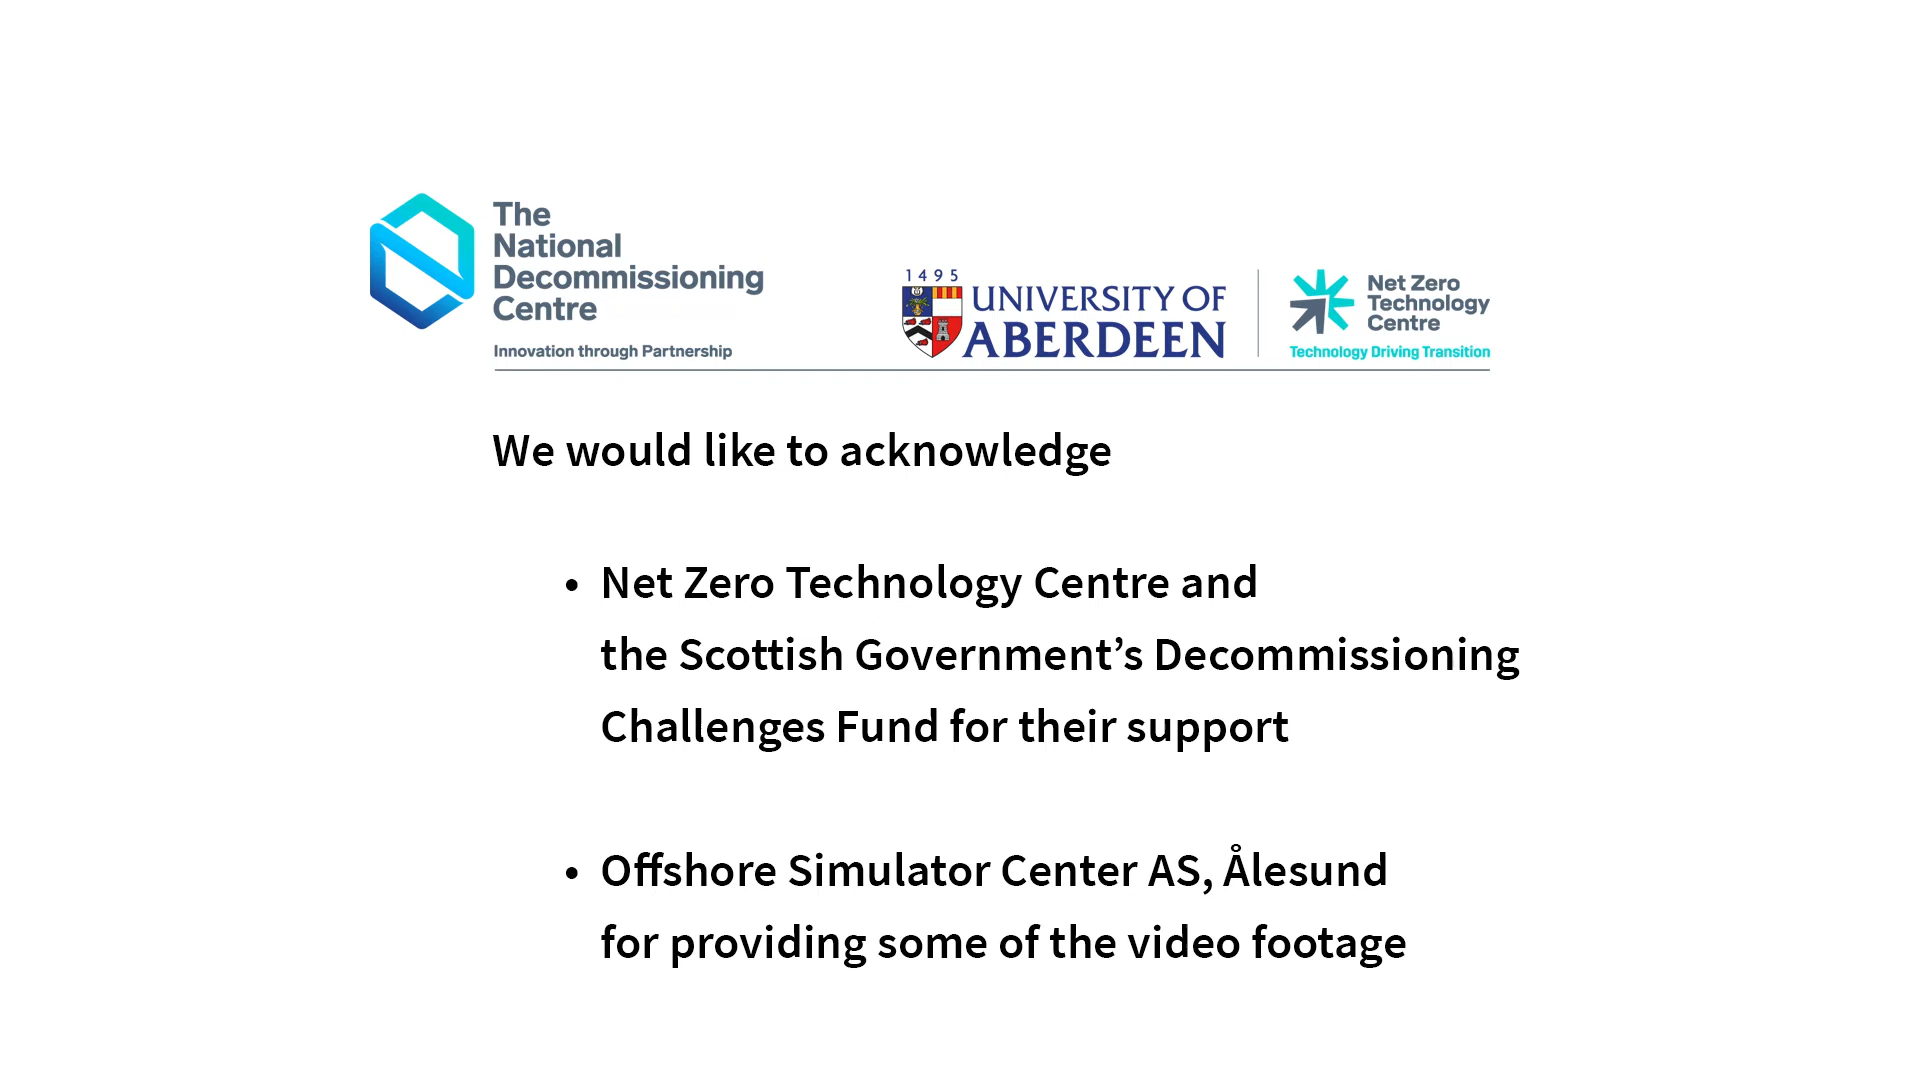 The
National
Decommissioning
Centre
Innovation through Partnership
1495
UNIVERSITY OF
ABERDEEN
Net Zero
Technology
Centre
Technology Driving Transition
We would like to acknowledge
• Net Zero Technology Centre and
the Scottish Government’s Decommissioning
Challenges Fund for their support
• Offshore Simulator Center AS, Ålesund
for providing some of the video footage